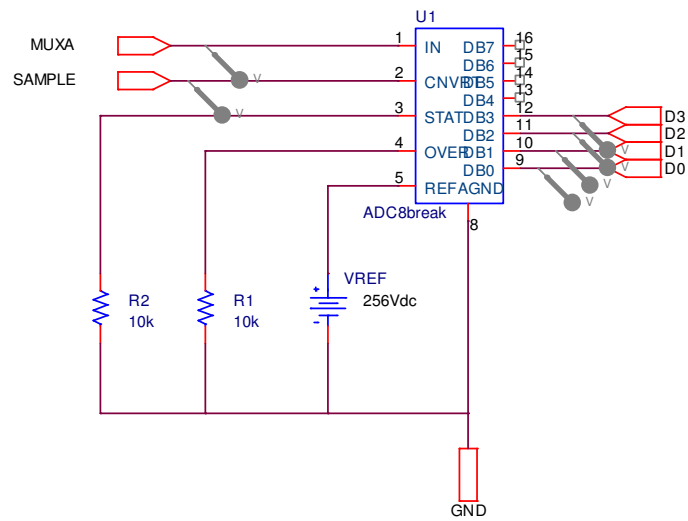 U1
MUXA 1 IN DB7 16
DB6 15
SAMPLE 2 CNVRT DB5 14
DB4 13
3 STAT DB3 12 D3
DB2 11 D2
4 OVER DB1 10 D1
DB0 9 D0
5 REF AGND
ADC8break 8
V
V
V
V
V
V
+
VREF
R2 R1 256Vdc
10k 10k
-
GND